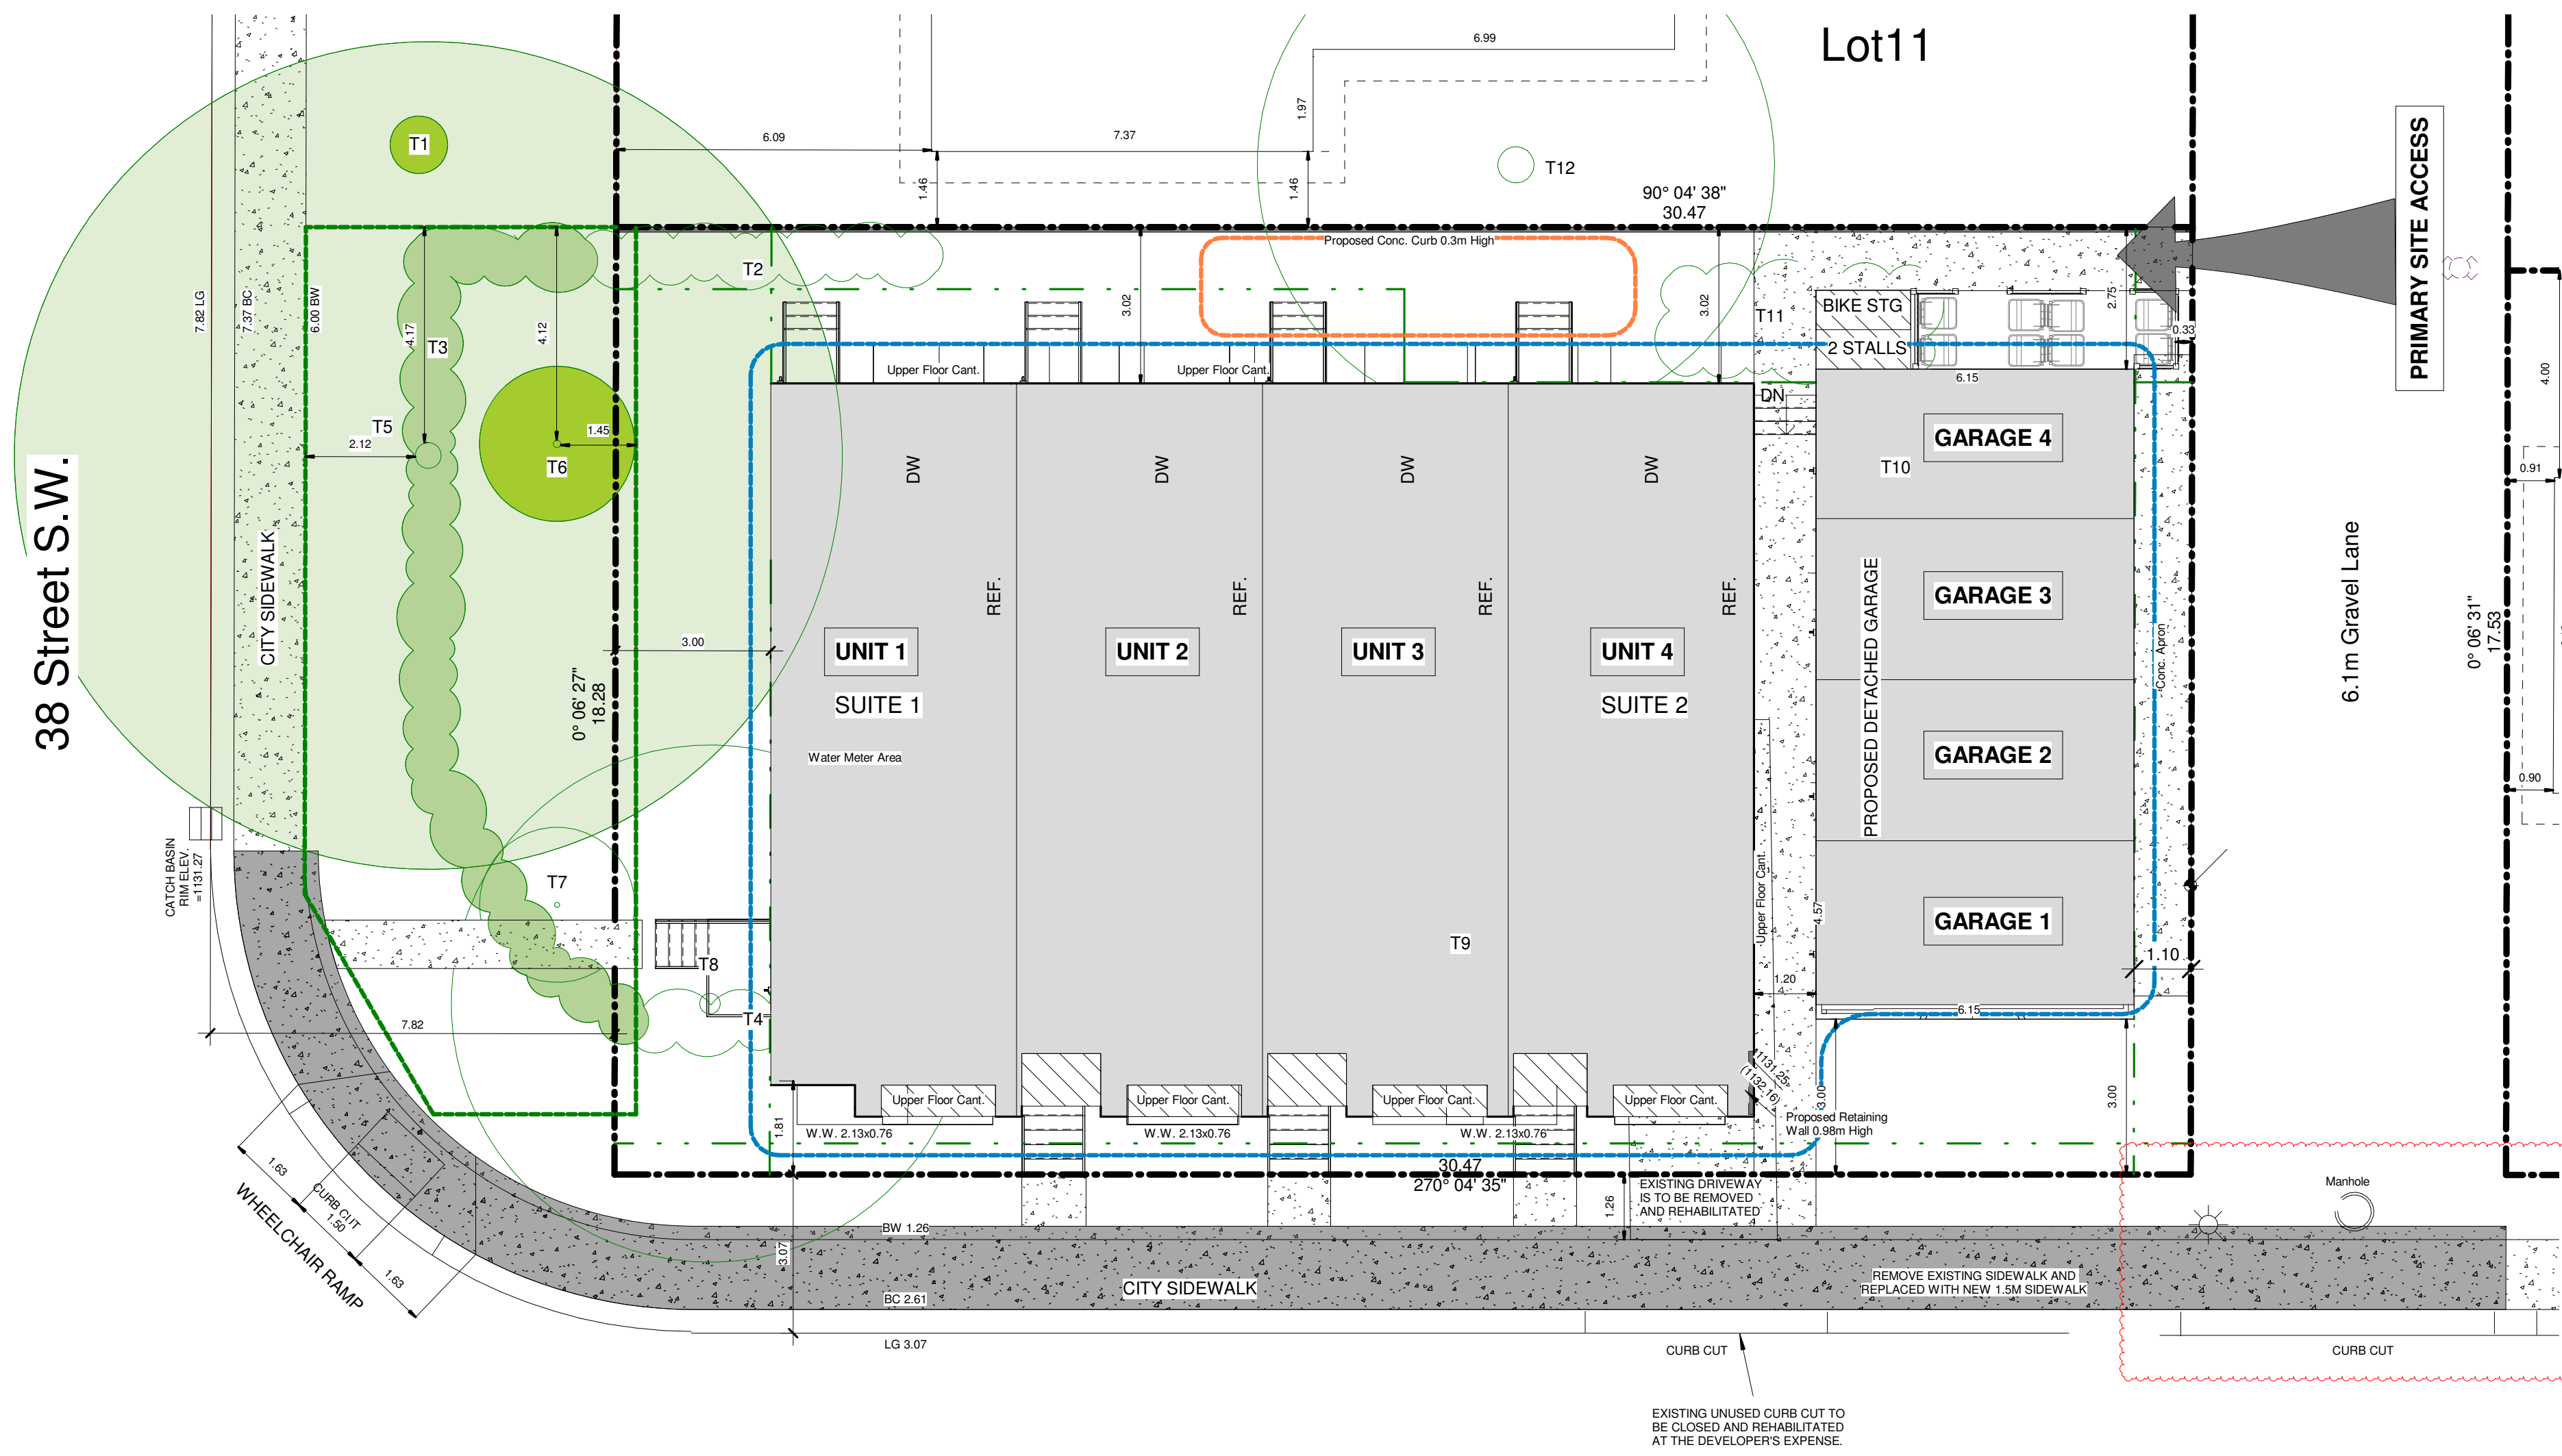 Lot11
6.99
1.97
6.09
7.37
1.46
1.46
T1
T12
90° 04' 38"
30.47
PRIMARY SITE ACCESS
Proposed Conc. Curb 0.3m High
T2
7.82 LG
7.37 BC
6.00 BW
4.17
T3
4.12
3.02
3.02
T11
BIKE STG
2 STALLS
2.75
0.33
4.00
Upper Floor Cant.
Upper Floor Cant.
6.15
DN
T5
2.12
1.45
T6
DW
DW
DW
DW
GARAGE 4
T10
0.91
38 Street S.W.
CITY SIDEWALK
REF.
REF.
REF.
REF.
GARAGE 3
PROPOSED DETACHED GARAGE
Conc. Apron
6.1m Gravel Lane
0° 06' 31"
17.53
3.00
0° 06' 27"
18.28
UNIT 1
UNIT 2
UNIT 3
UNIT 4
SUITE 1
SUITE 2
Water Meter Area
GARAGE 2
0.90
CATCH BASIN
RIM ELEV.
=1131.27
T7
Upper Floor Cant.
4.57
GARAGE 1
T9
T8
1.10
1.20
6.15
T4
7.82
1131.25
(1132.16)
3.00
3.00
Upper Floor Cant.
Upper Floor Cant.
Upper Floor Cant.
Upper Floor Cant.
Proposed Retaining
Wall 0.98m High
1.81
W.W. 2.13x0.76
W.W. 2.13x0.76
W.W. 2.13x0.76
30.47
270° 04' 35"
EXISTING DRIVEWAY
IS TO BE REMOVED
AND REHABILITATED
1.26
Manhole
1.63
CURB CUT
1.50
1.63
WHEELCHAIR RAMP
BW 1.26
3.07
CITY SIDEWALK
BC 2.61
REMOVE EXISTING SIDEWALK AND
REPLACED WITH NEW 1.5M SIDEWALK
LG 3.07
CURB CUT
CURB CUT
EXISTING UNUSED CURB CUT TO
BE CLOSED AND REHABILITATED
AT THE DEVELOPER'S EXPENSE.